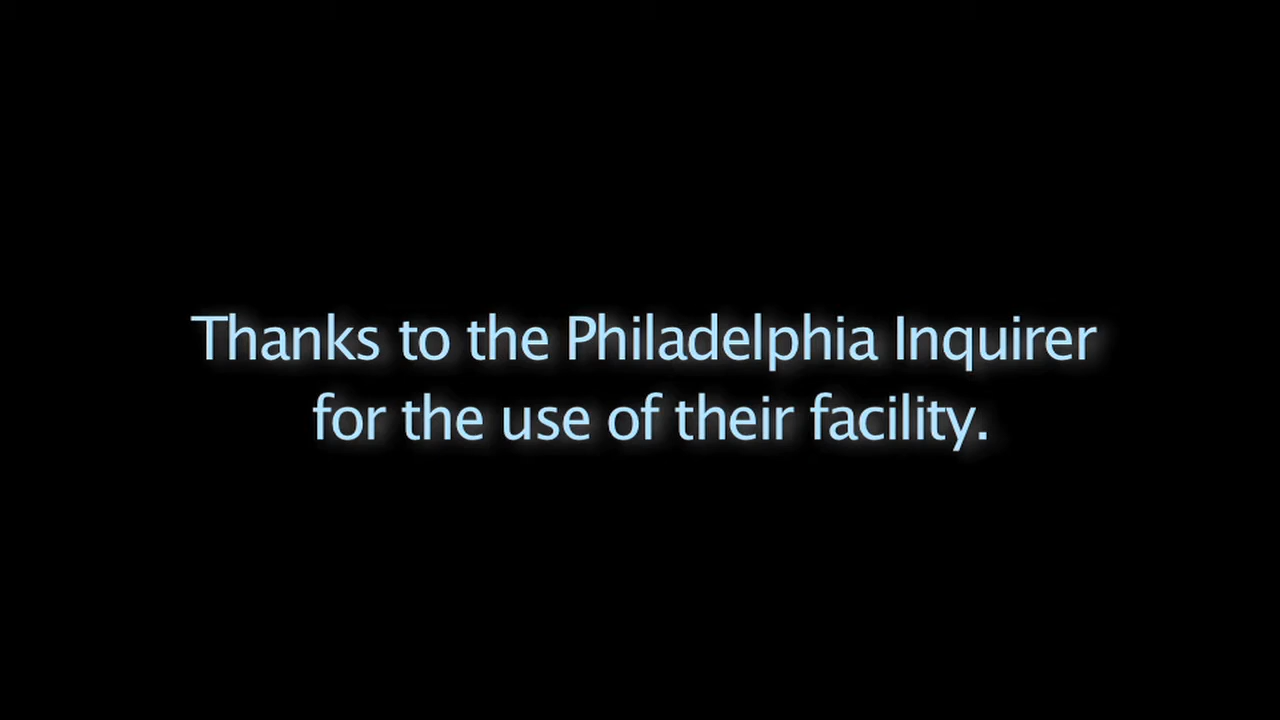 Thanks to the Philadelphia Inquirer
for the use of their facility.